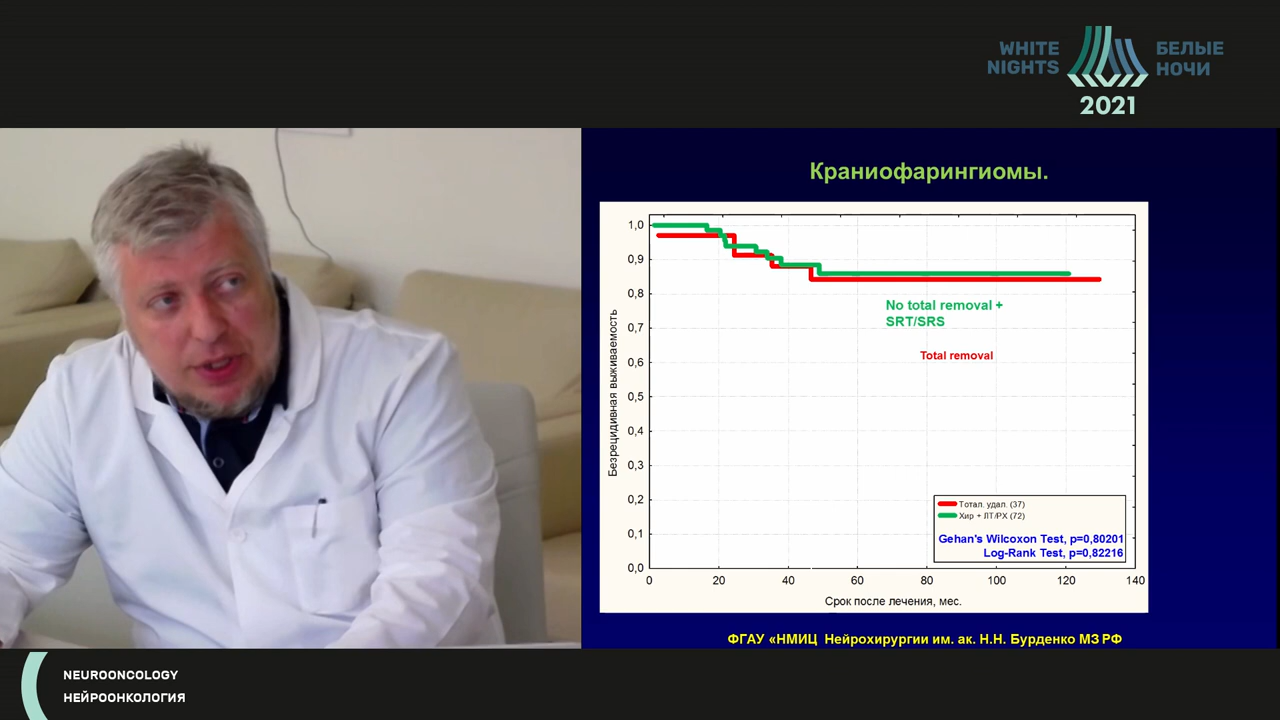 WHITE
NIGHTS
БЕЛЫЕ
НОЧИ
2021
Краниофарингиомы.
1,0
0,9
0,8
0,7
0,6
0,5
0,4
0,3
0,2
0,1
0,0
Безрецидивная выживаемость
No total removal +
SRT/SRS
Total removal
Тотал. удал. (37)
Хир + ЛТ/РХ (72)
Gehan's Wilcoxon Test, p=0,80201
Log-Rank Test, p=0,82216
0 20 40 60 80 100 120 140
Срок после лечения, мес.
ФГАУ «НМИЦ Нейрохирургии им. ак. Н.Н. Бурденко МЗ РФ
NEUROONCOLOGY
НЕЙРООНКОЛОГИЯ